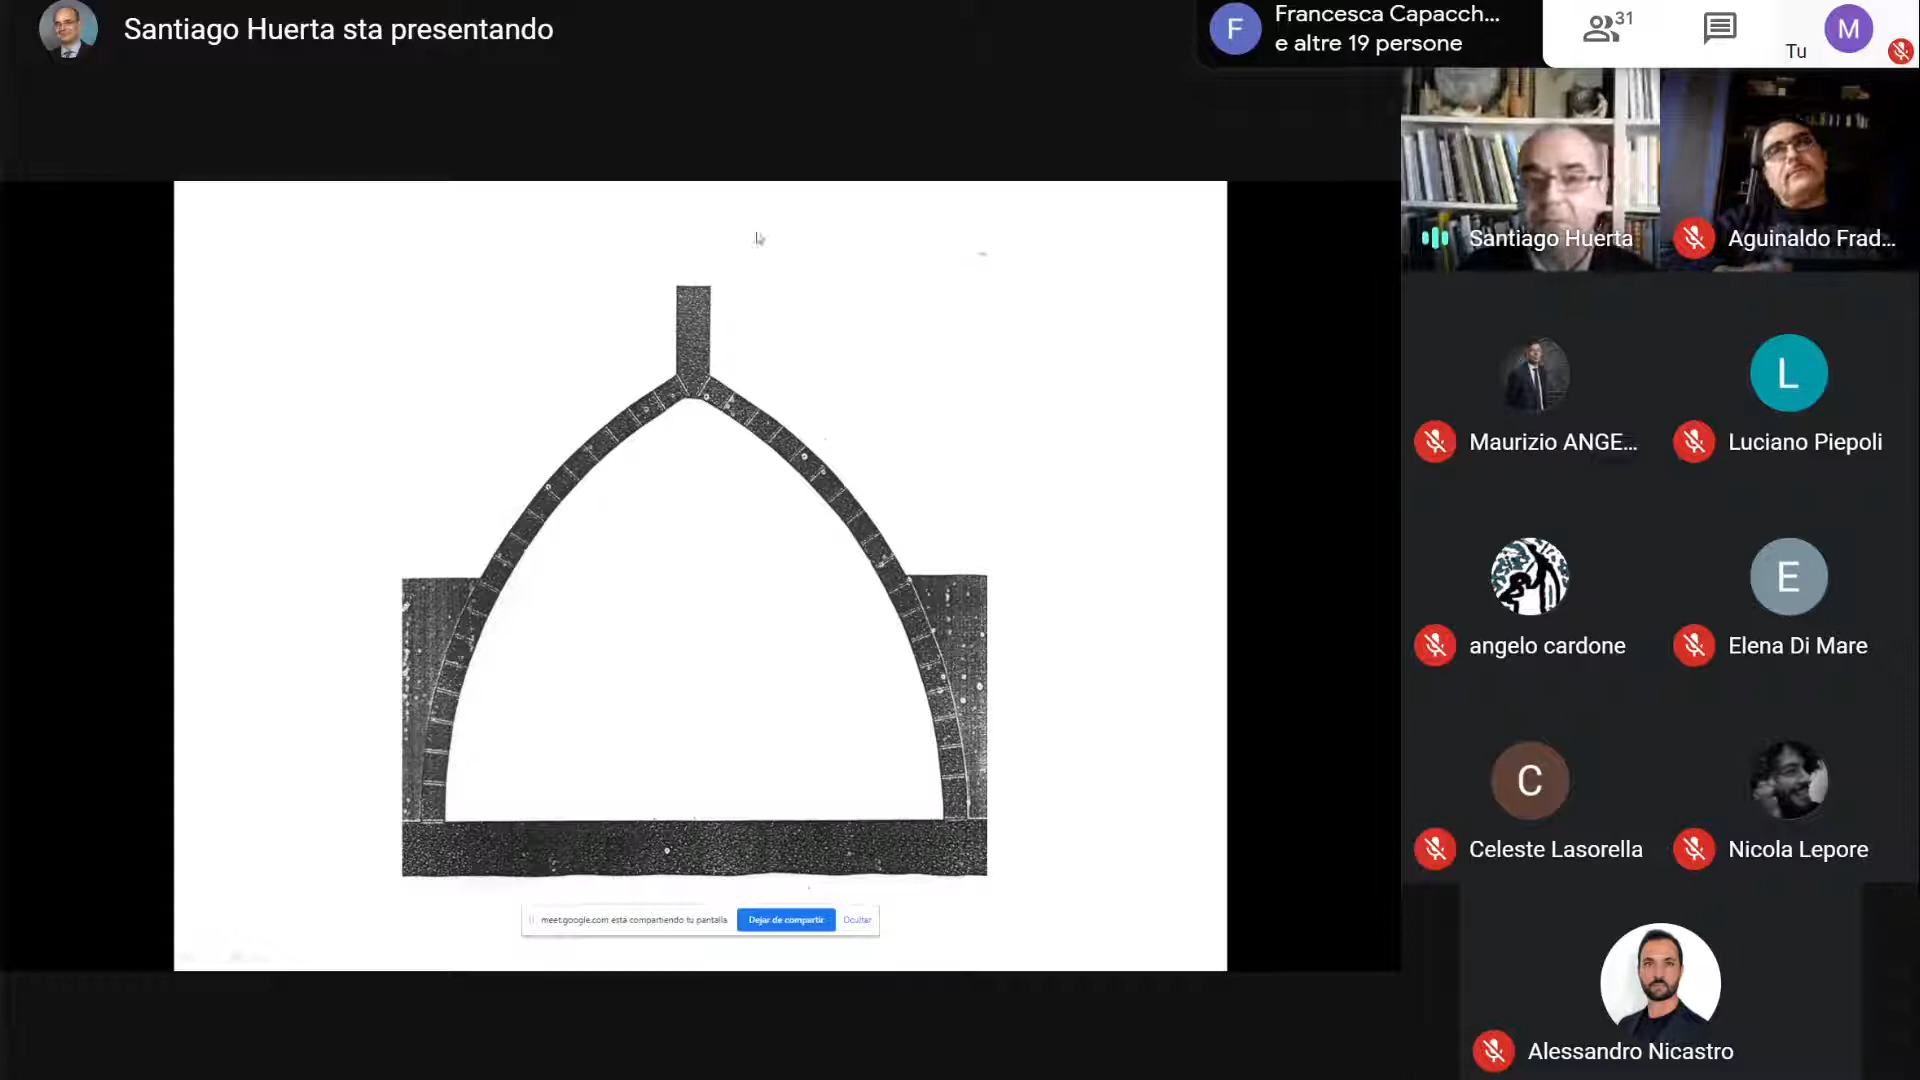 Santiago Huerta sta presentando
F
Francesca Capacch...
e altre 19 persone
31
Tu
M
Santiago Huerta
Aguinaldo Frad...
L
Maurizio ANGE...
Luciano Piepoli
E
angelo cardone
Elena Di Mare
C
Celeste Lasorella
Nicola Lepore
Alessandro Nicastro
meet.google.com está compartiendo tu pantalla.
Dejar de compartir
Ocultar